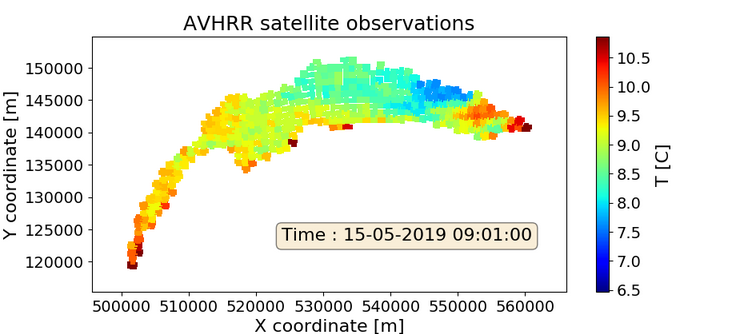 AVHRR satellite observations
Y coordinate [m]
150000
145000
140000
135000
130000
125000
120000
Time : 15-05-2019 09:01:00
500000 510000 520000 530000 540000 550000 560000
X coordinate [m]
10.5
10.0
9.5
9.0
8.5
8.0
7.5
7.0
6.5
T [C]